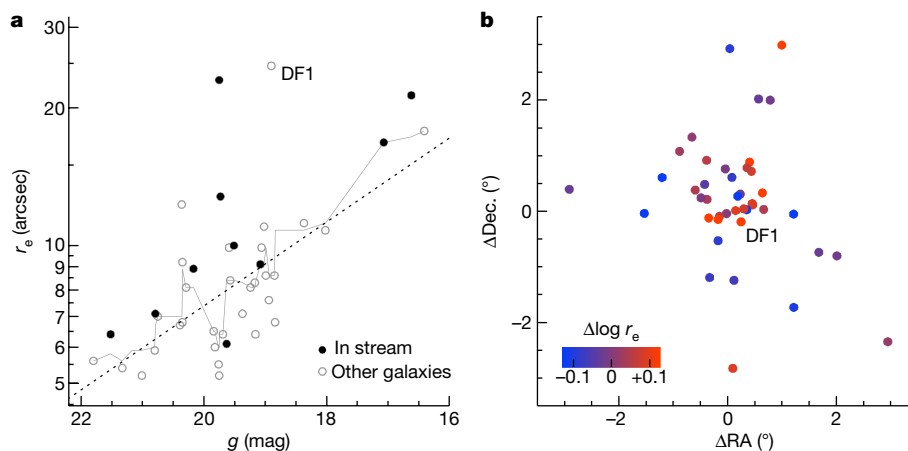 a
30
20
10
9
8
7
6
5
22
20
18
16
r_e (arcsec)
g (mag)
DF1
In stream
Other galaxies
b
2
0
−2
−2
0
2
ΔDec. (°)
ΔRA (°)
DF1
Δlog r_e
−0.1
0
+0.1